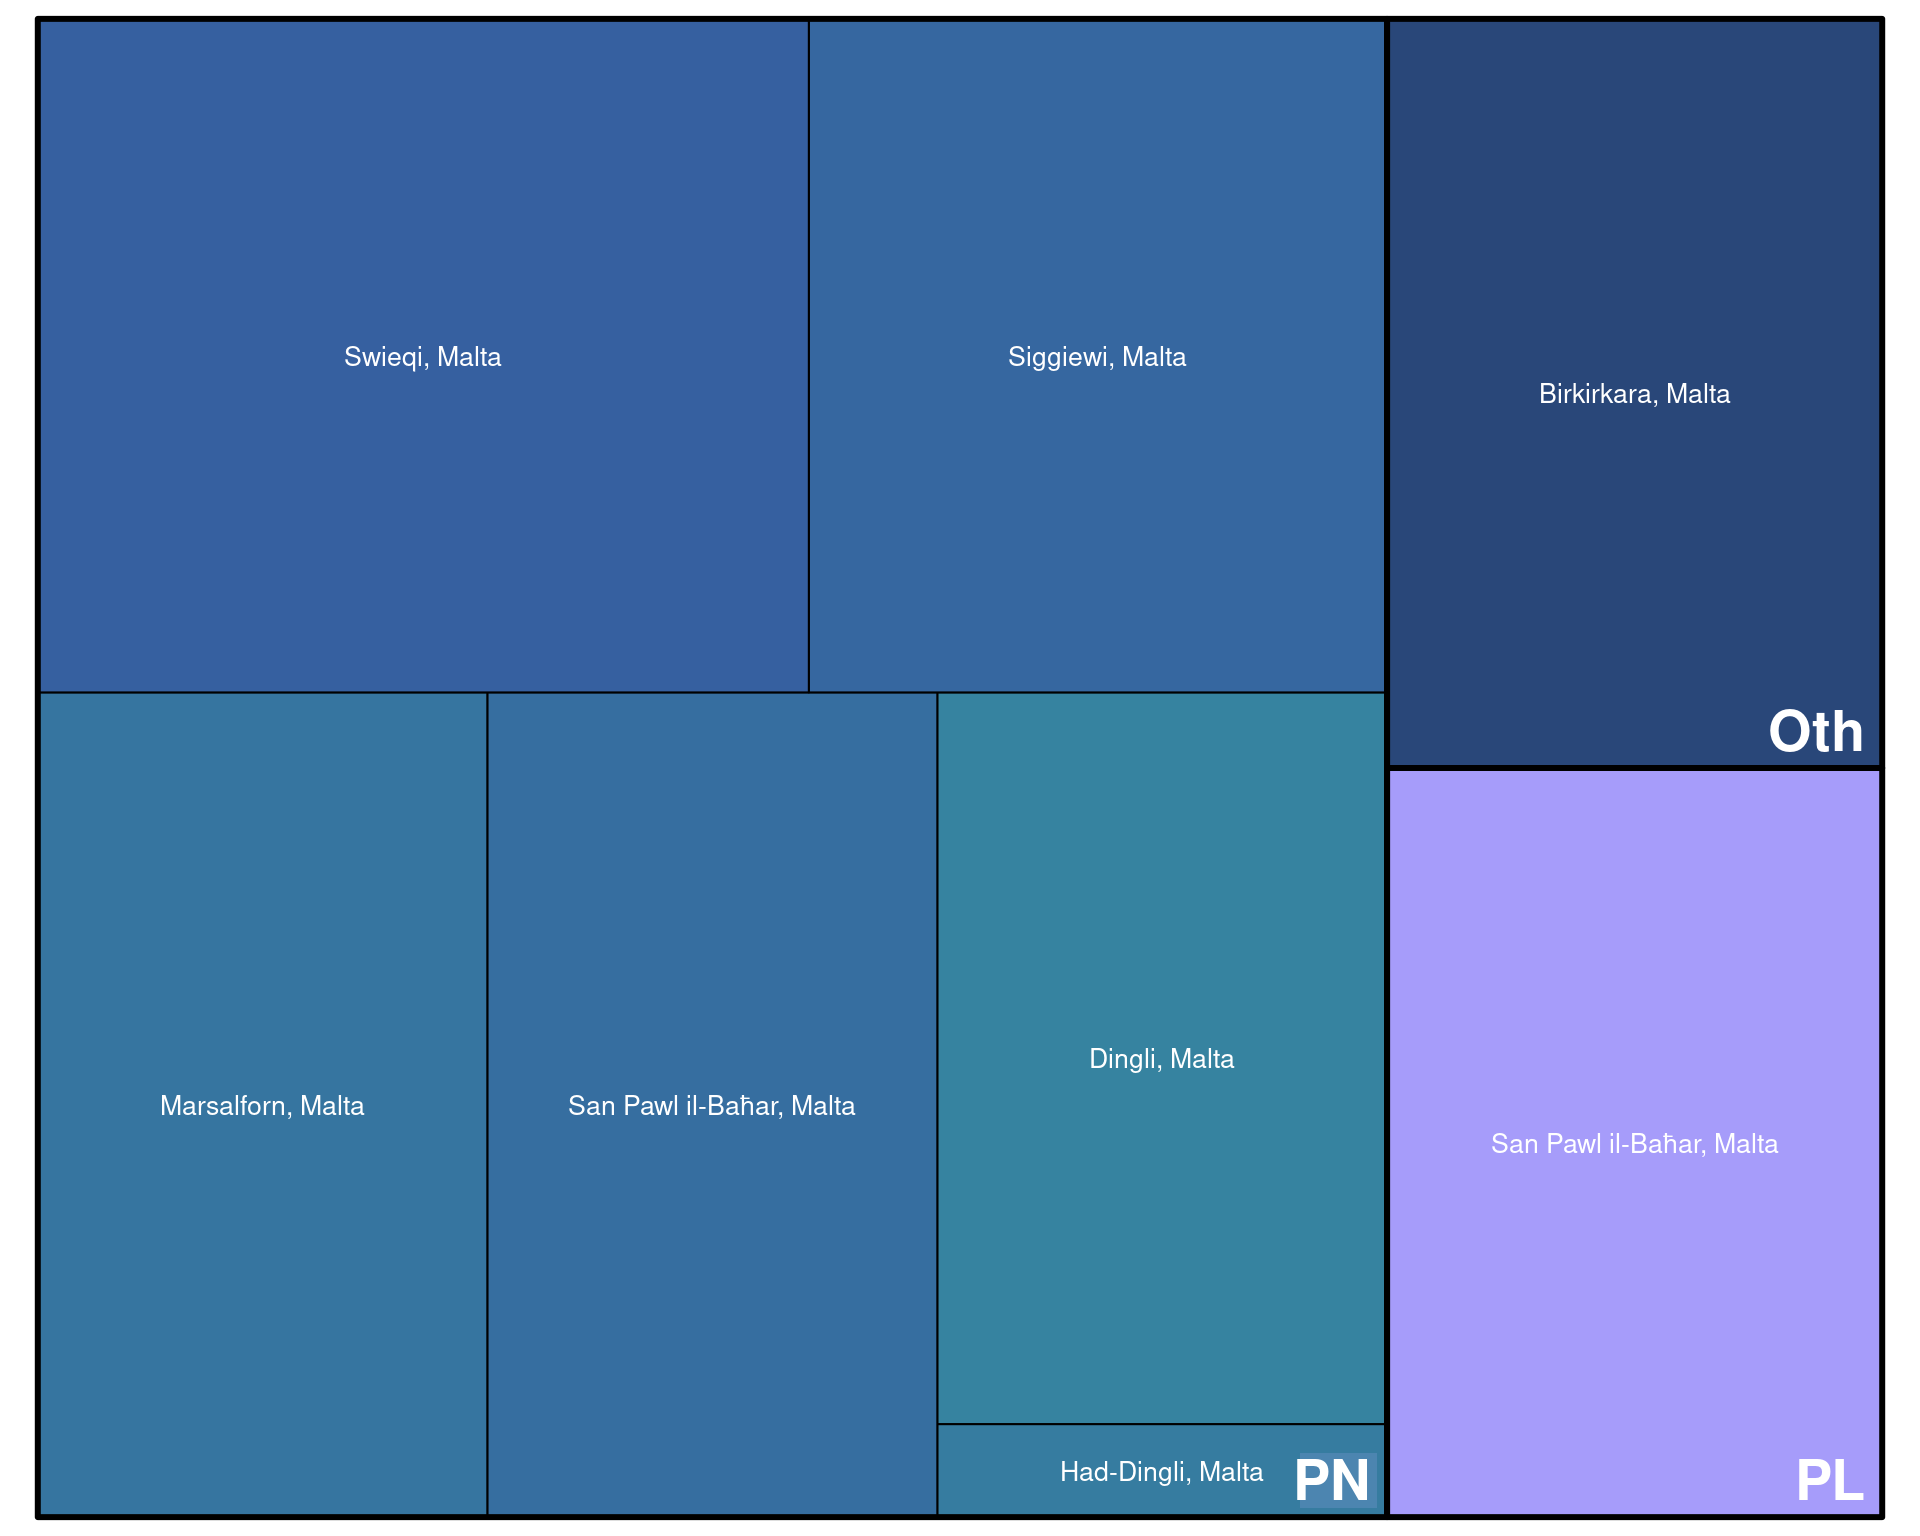 Swieqi, Malta
Siggiewi, Malta
Birkirkara, Malta
Oth
Marsalforn, Malta
San Pawl il-Baħar, Malta
Dingli, Malta
Had-Dingli, Malta
PN
San Pawl il-Baħar, Malta
PL